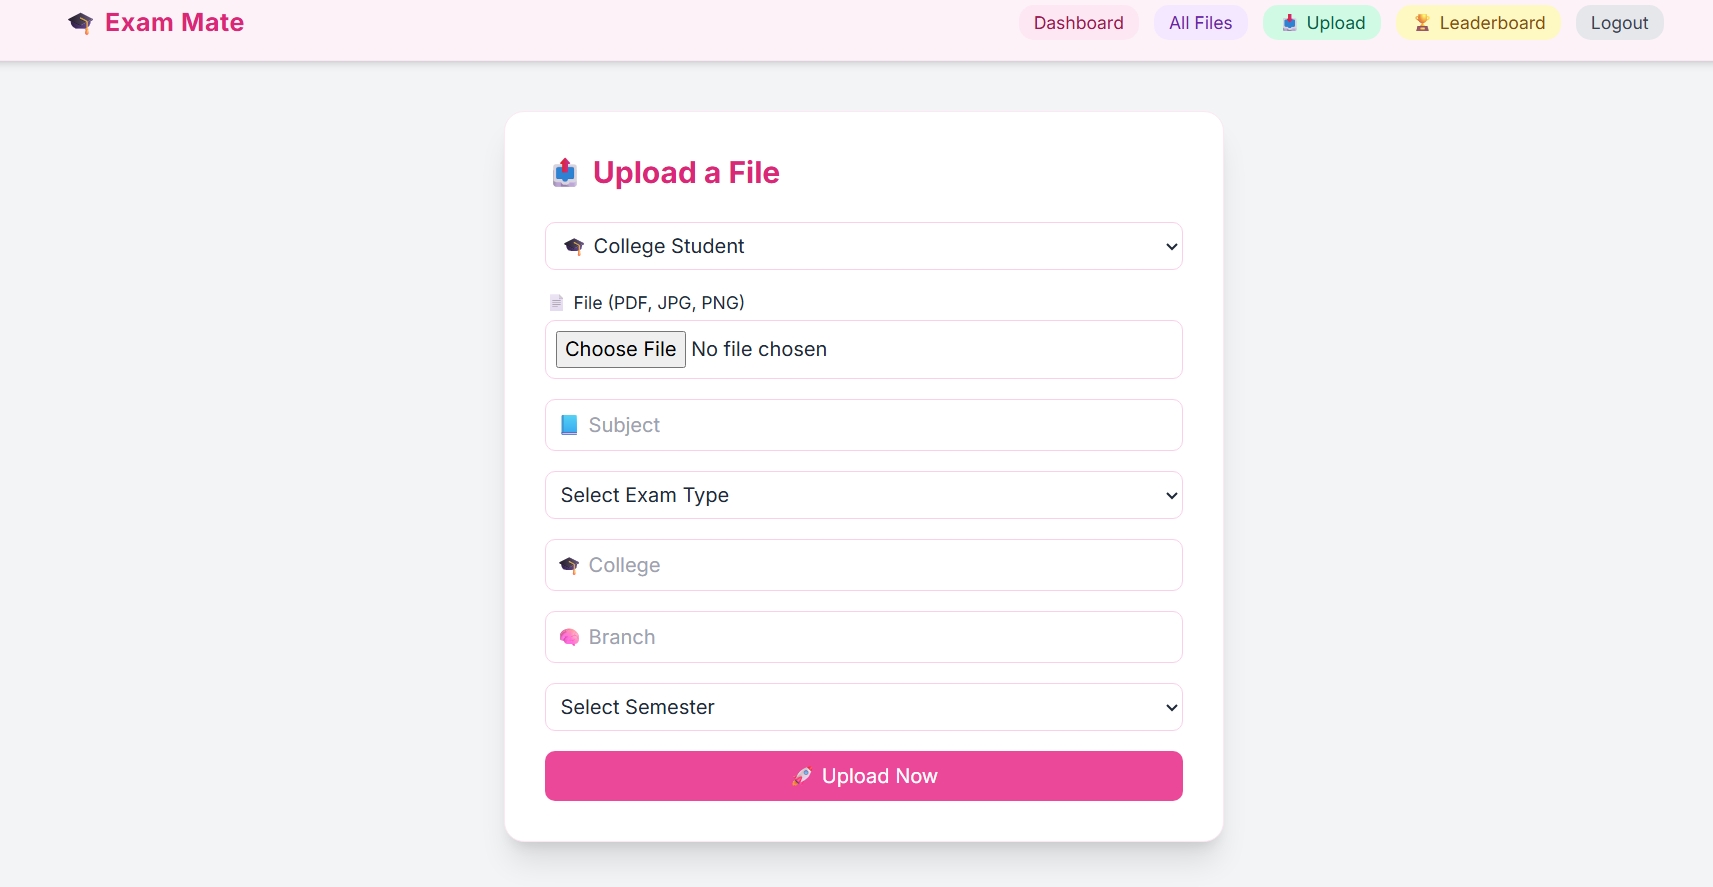 Exam Mate
Dashboard
All Files
Upload
Leaderboard
Logout
Upload a File
College Student
File (PDF, JPG, PNG)
Choose File No file chosen
Subject
Select Exam Type
College
Branch
Select Semester
Upload Now